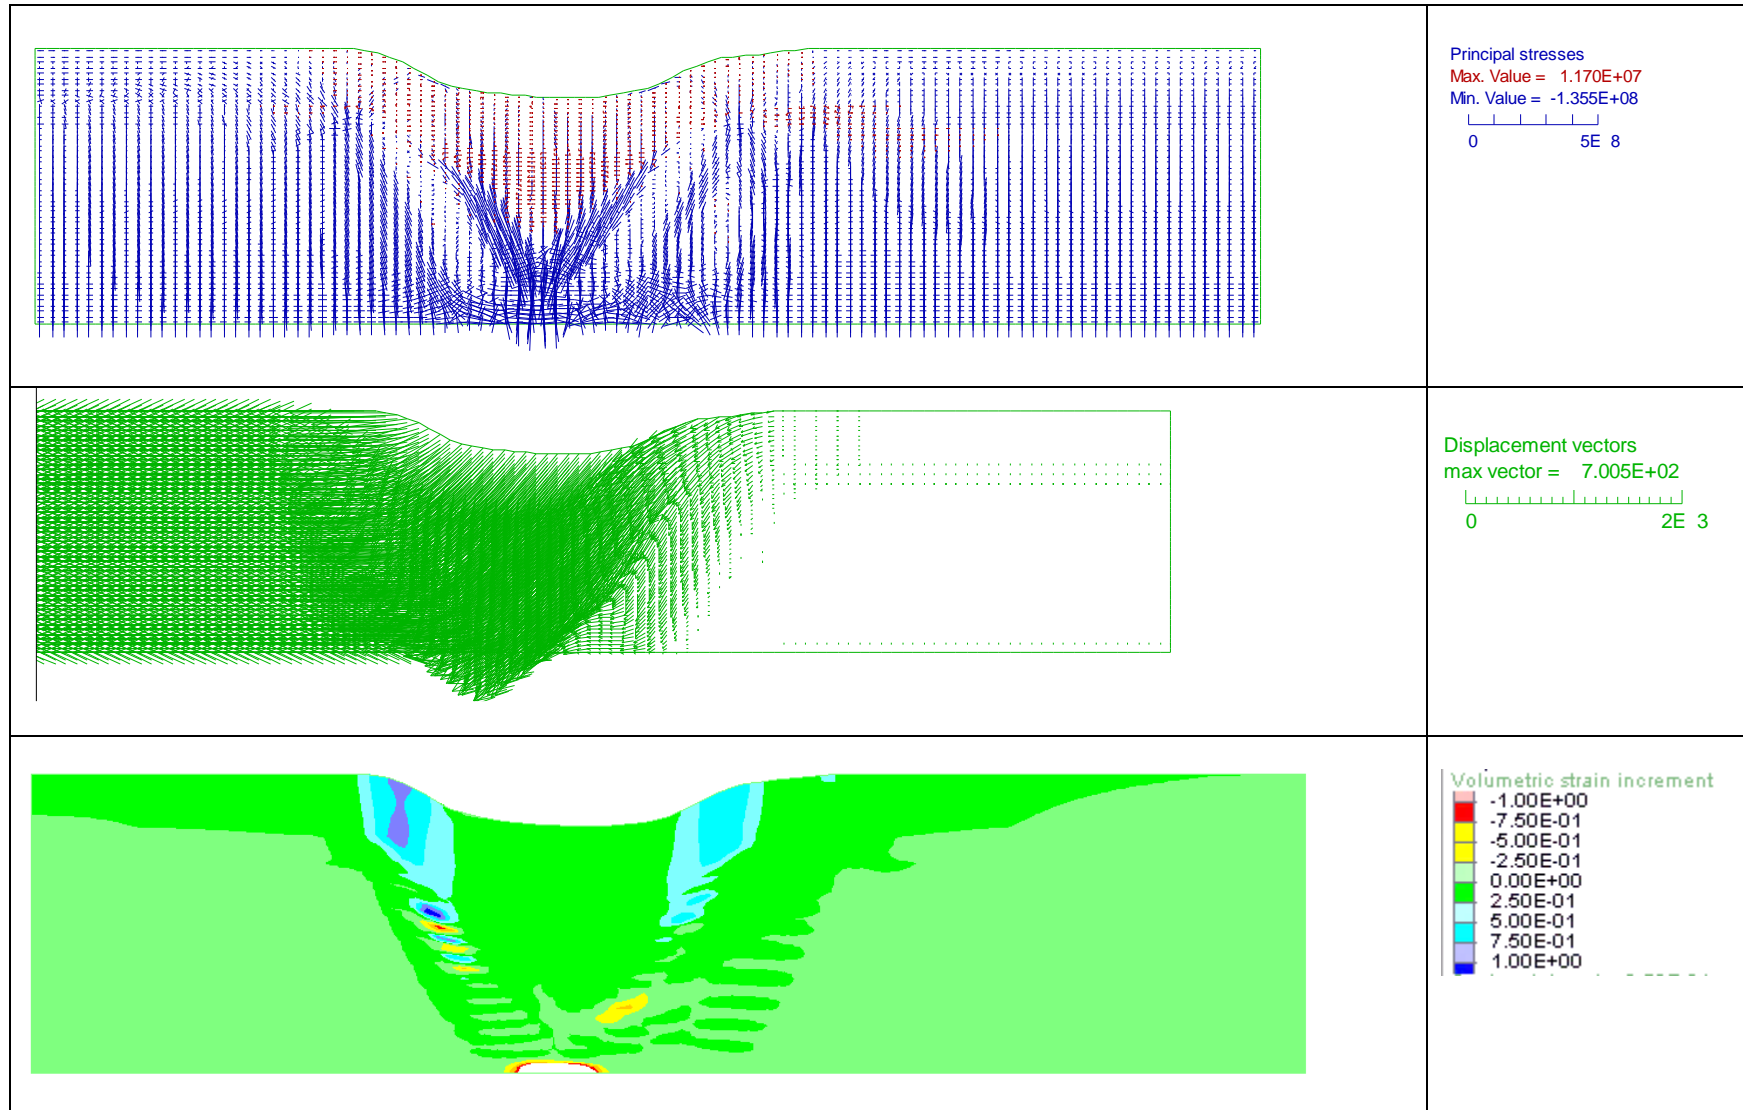 Principal stresses
Max. Value = 1.170E+07
Min. Value = -1.355E+08
0 5E 8
Displacement vectors
max vector = 7.005E+02
0 2E 3
Volumetric strain increment
-1.00E+00
-7.50E-01
-5.00E-01
-2.50E-01
0.00E+00
2.50E-01
5.00E-01
7.50E-01
1.00E+00